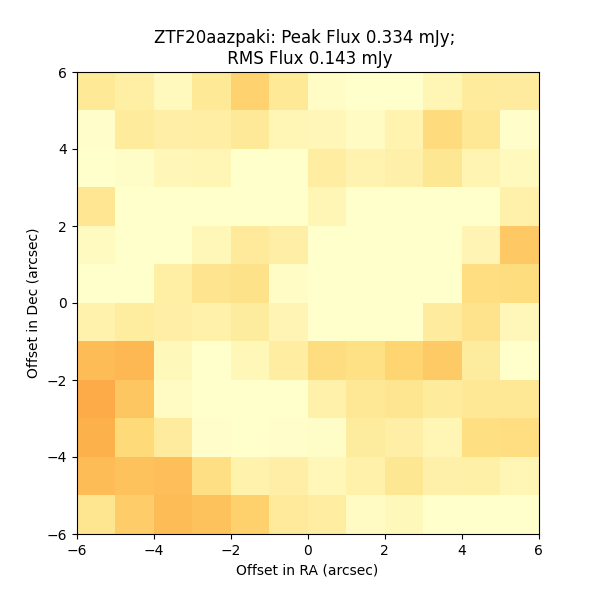 ZTF20aazpaki: Peak Flux 0.334 mJy;
RMS Flux 0.143 mJy
6
4
2
0
−2
−4
−6
Offset in Dec (arcsec)
−6 −4 −2 0 2 4 6
Offset in RA (arcsec)